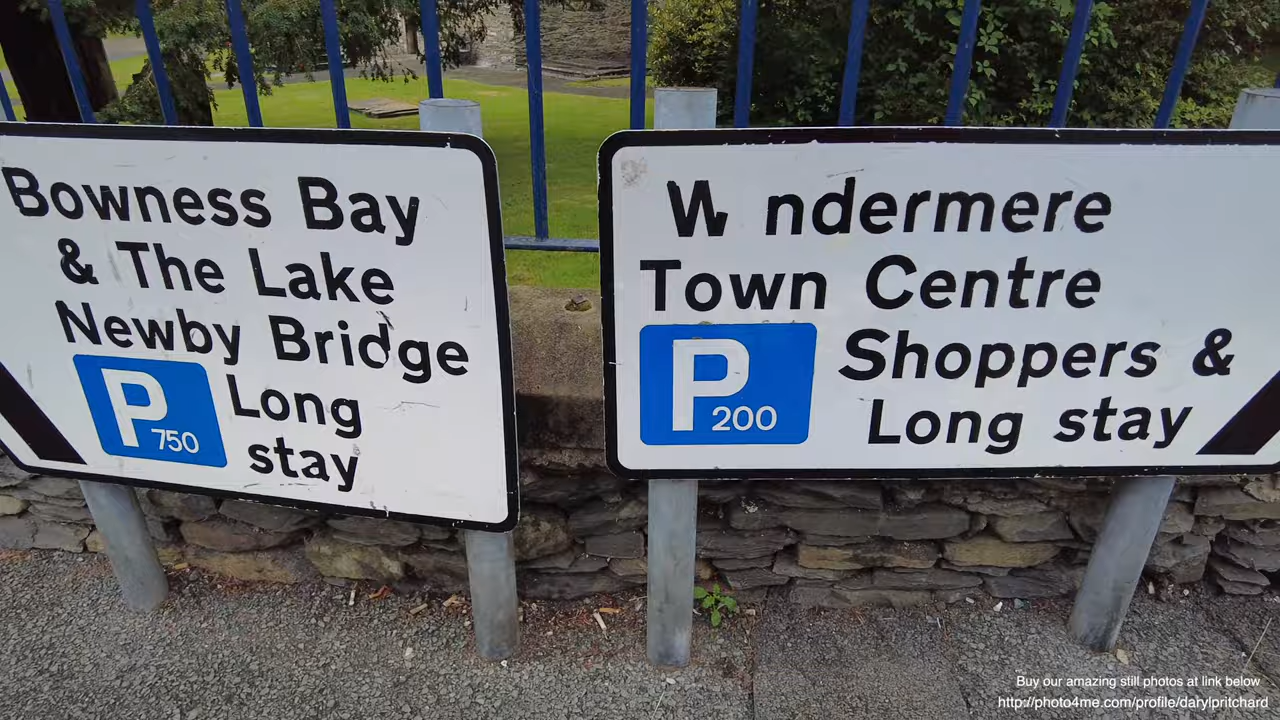 Bowness Bay
& The Lake
Newby Bridge
P 750 Long
stay
W ndermere
Town Centre
P 200 Shoppers &
Long stay
Buy our amazing still photos at link below
http://photo4me.com/profile/darylpritchard